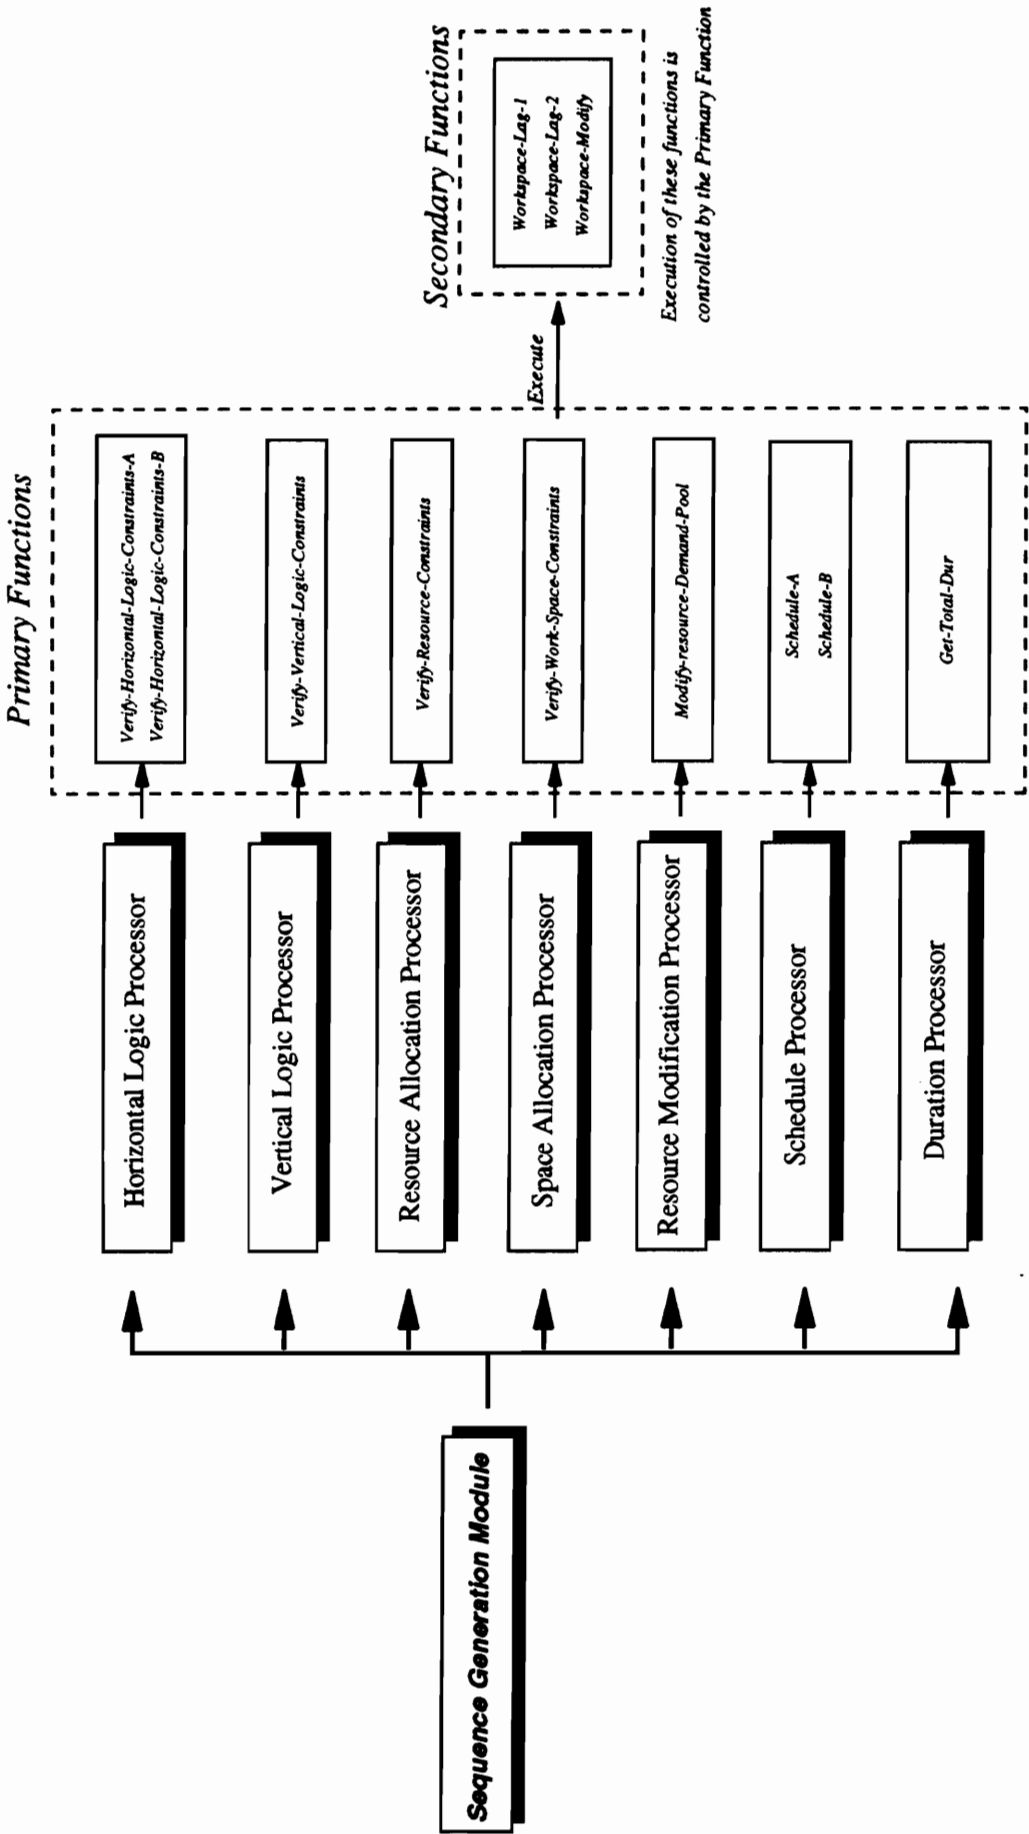 Primary Functions
Secondary Functions
Sequence Generation Module
Horizontal Logic Processor
Verify-Horizontal-Logic-Constraints-A
Verify-Horizontal-Logic-Constraints-B
Vertical Logic Processor
Verify-Vertical-Logic-Constraints
Resource Allocation Processor
Verify-Resource-Constraints
Space Allocation Processor
Verify-Work-Space-Constraints
Execute
Workspace-Lag-1
Workspace-Lag-2
Workspace-Modify
Execution of these functions is
controlled by the Primary Function
Resource Modification Processor
Modify-resource-Demand-Pool
Schedule Processor
Schedule-A
Schedule-B
Duration Processor
Get-Total-Dur